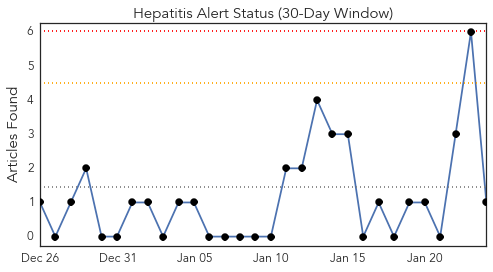 Hepatitis Alert Status (30-Day Window)
Articles Found
6
5
4
3
2
1
0
Dec 26 Dec 31 Jan 05 Jan 10 Jan 15 Jan 20